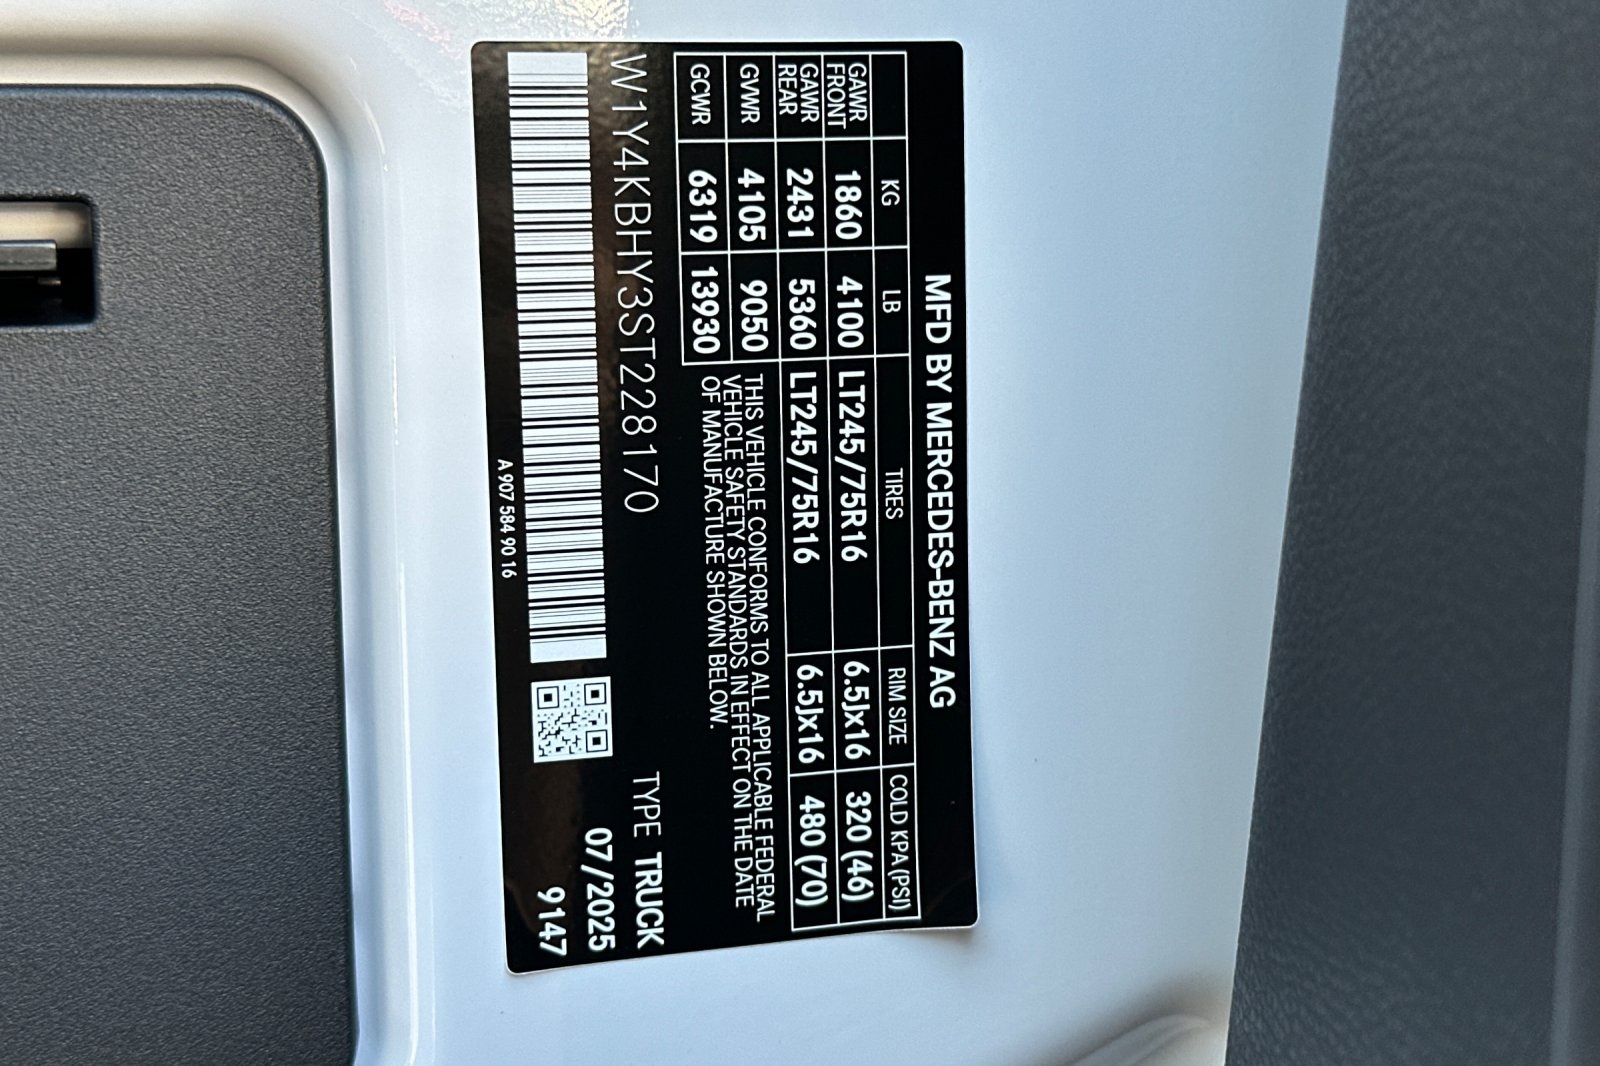 MFD BY MERCEDES-BENZ AG
KG LB TIRES RIM SIZE COLD KPA (PSI)
GAWR FRONT 1860 4100 LT245/75R16 6.5Jx16 320 (46)
GAWR REAR 2431 5360 LT245/75R16 6.5Jx16 480 (70)
GVWR 4105 9050
GCWR 6319 13930
THIS VEHICLE CONFORMS TO ALL APPLICABLE FEDERAL
VEHICLE SAFETY STANDARDS IN EFFECT ON THE DATE
OF MANUFACTURE SHOWN BELOW.
W1Y4KBHY3ST228170
TYPE TRUCK
07/2025
9147
A 907 584 90 16